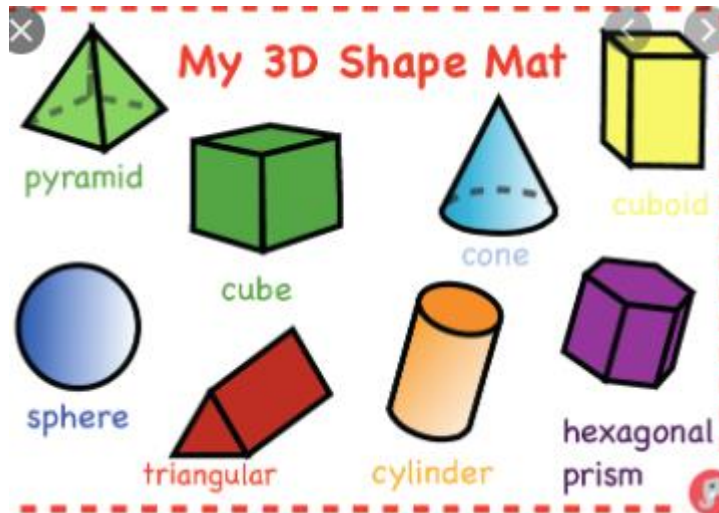 My 3D Shape Mat
pyramid
cuboid
cone
cube
sphere
triangular
cylinder
hexagonal
prism